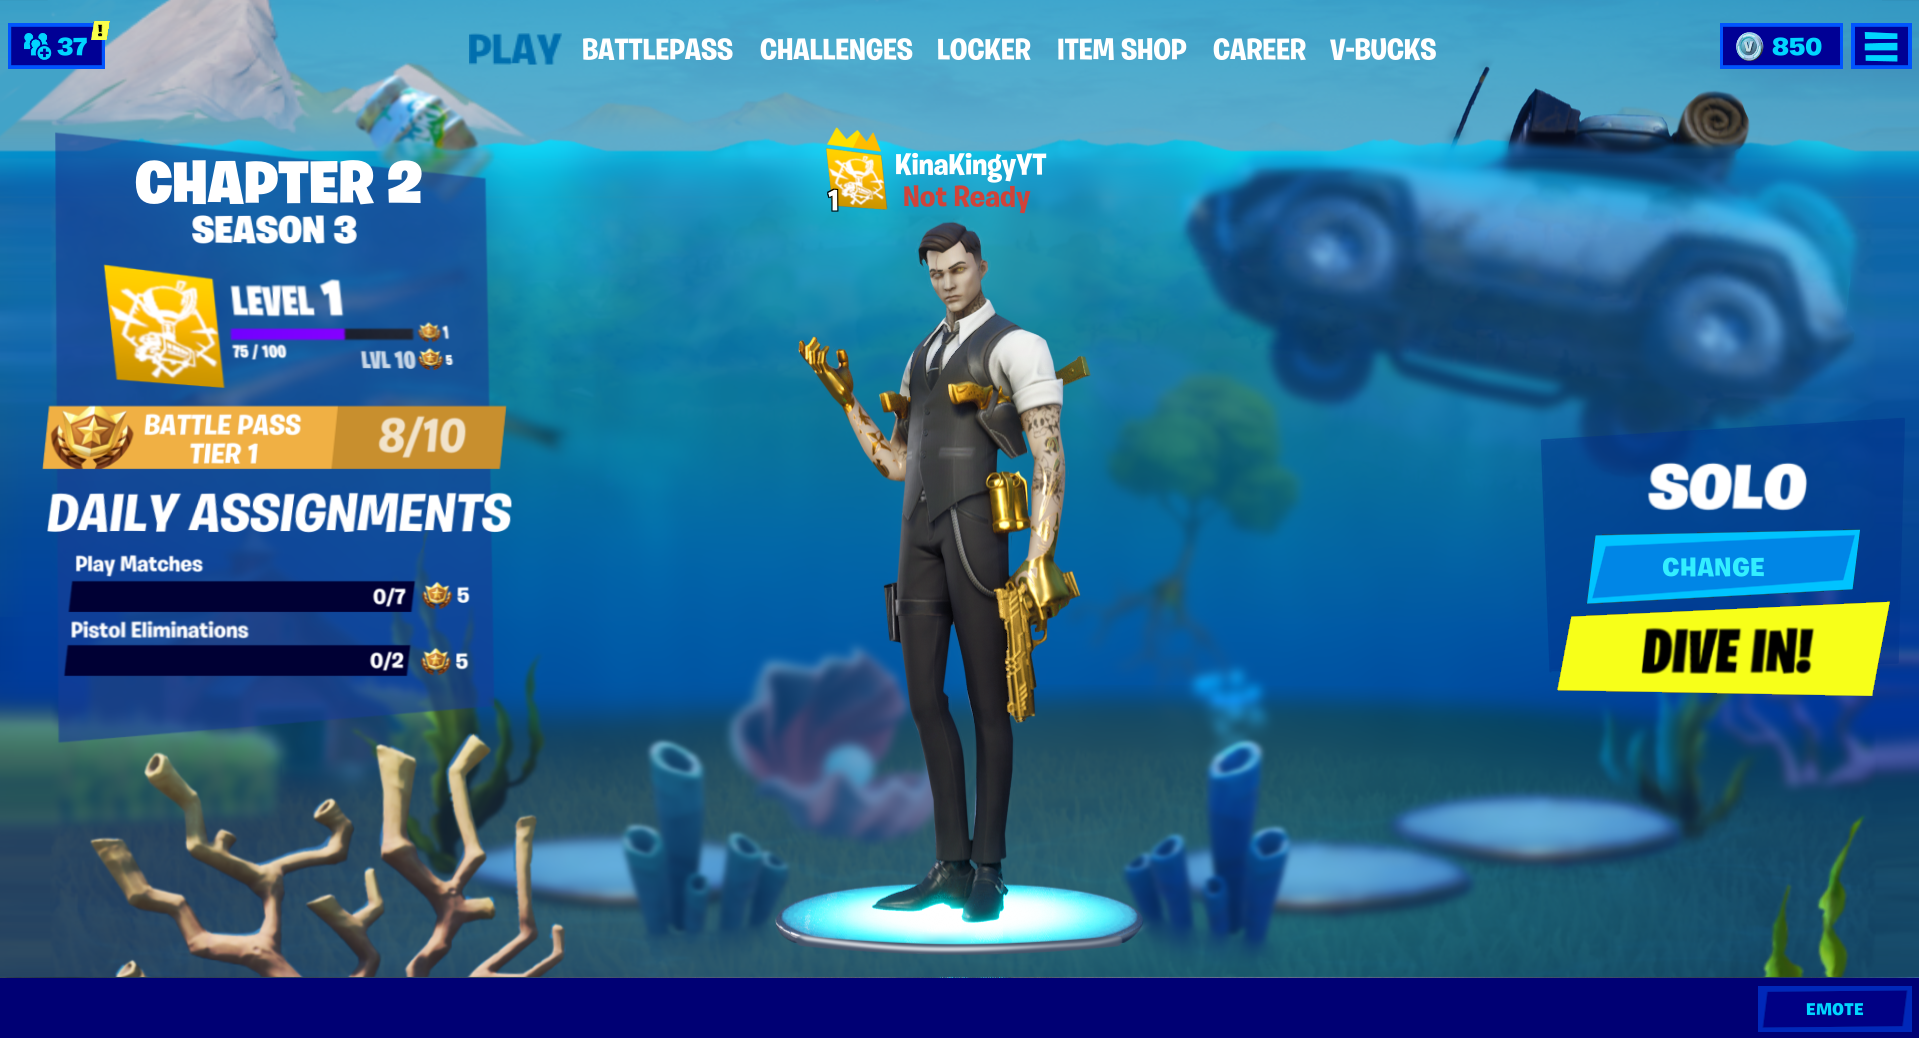 37
!
PLAY
BATTLEPASS
CHALLENGES
LOCKER
ITEM SHOP
CAREER
V-BUCKS
V
850
CHAPTER 2
SEASON 3
LEVEL 1
1
75 / 100
LVL 10
5
BATTLE PASS
TIER 1
8/10
DAILY ASSIGNMENTS
Play Matches
0/7
5
Pistol Eliminations
0/2
5
1
KinaKingyYT
Not Ready
SOLO
CHANGE
DIVE IN!
EMOTE